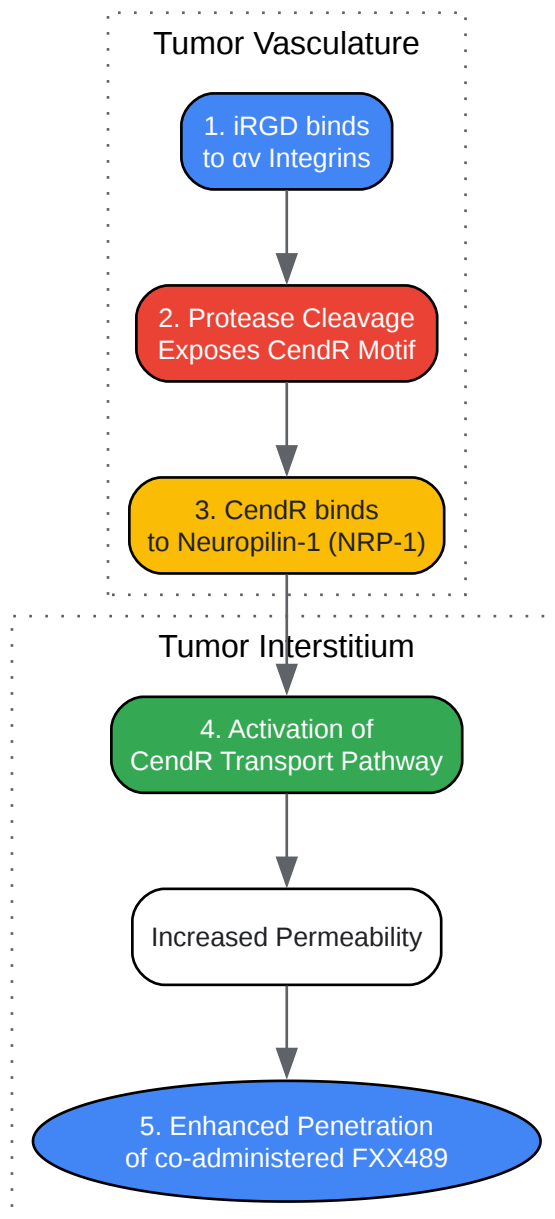 Tumor Vasculature
1. iRGD binds
to αv Integrins
2. Protease Cleavage
Exposes CendR Motif
3. CendR binds
to Neuropilin-1 (NRP-1)
Tumor Interstitium
4. Activation of
CendR Transport Pathway
Increased Permeability
5. Enhanced Penetration
of co-administered FXX489